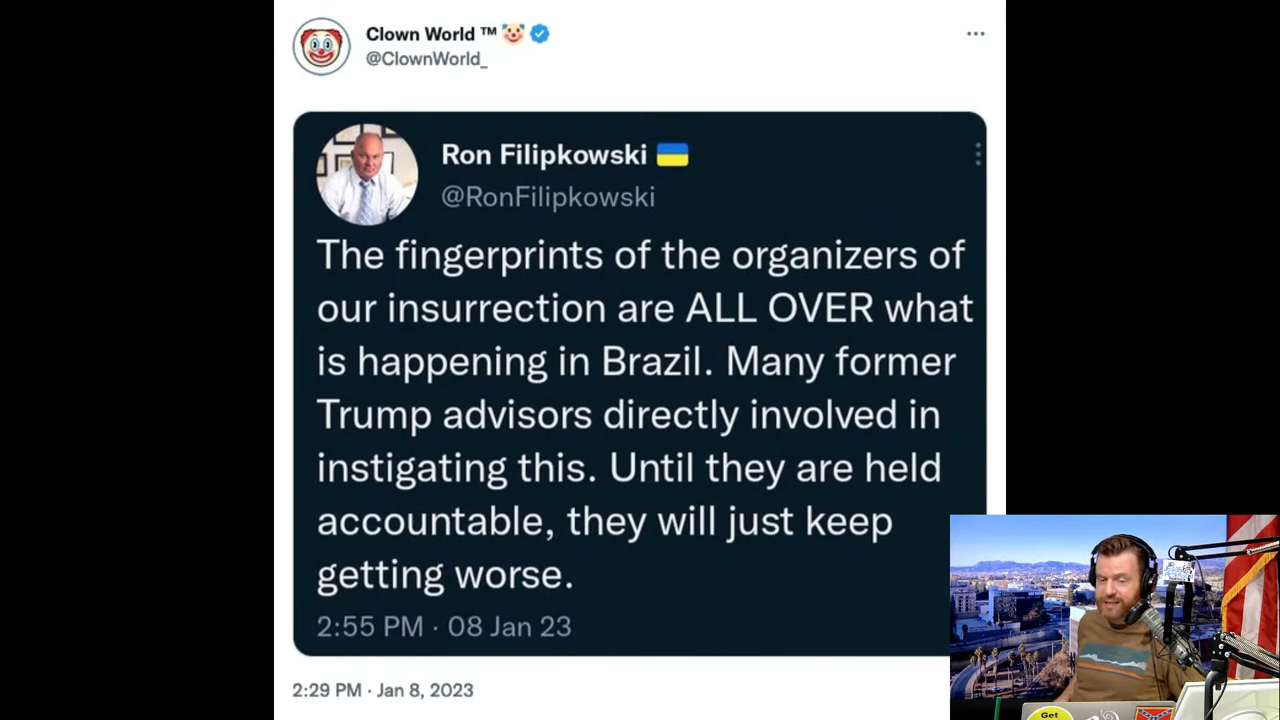 Clown World ™ 🤡
@ClownWorld_
Ron Filipkowski 🇺🇦
@RonFilipkowski
The fingerprints of the organizers of
our insurrection are ALL OVER what
is happening in Brazil. Many former
Trump advisors directly involved in
instigating this. Until they are held
accountable, they will just keep
getting worse.
2:55 PM · 08 Jan 23
2:29 PM · Jan 8, 2023
Get